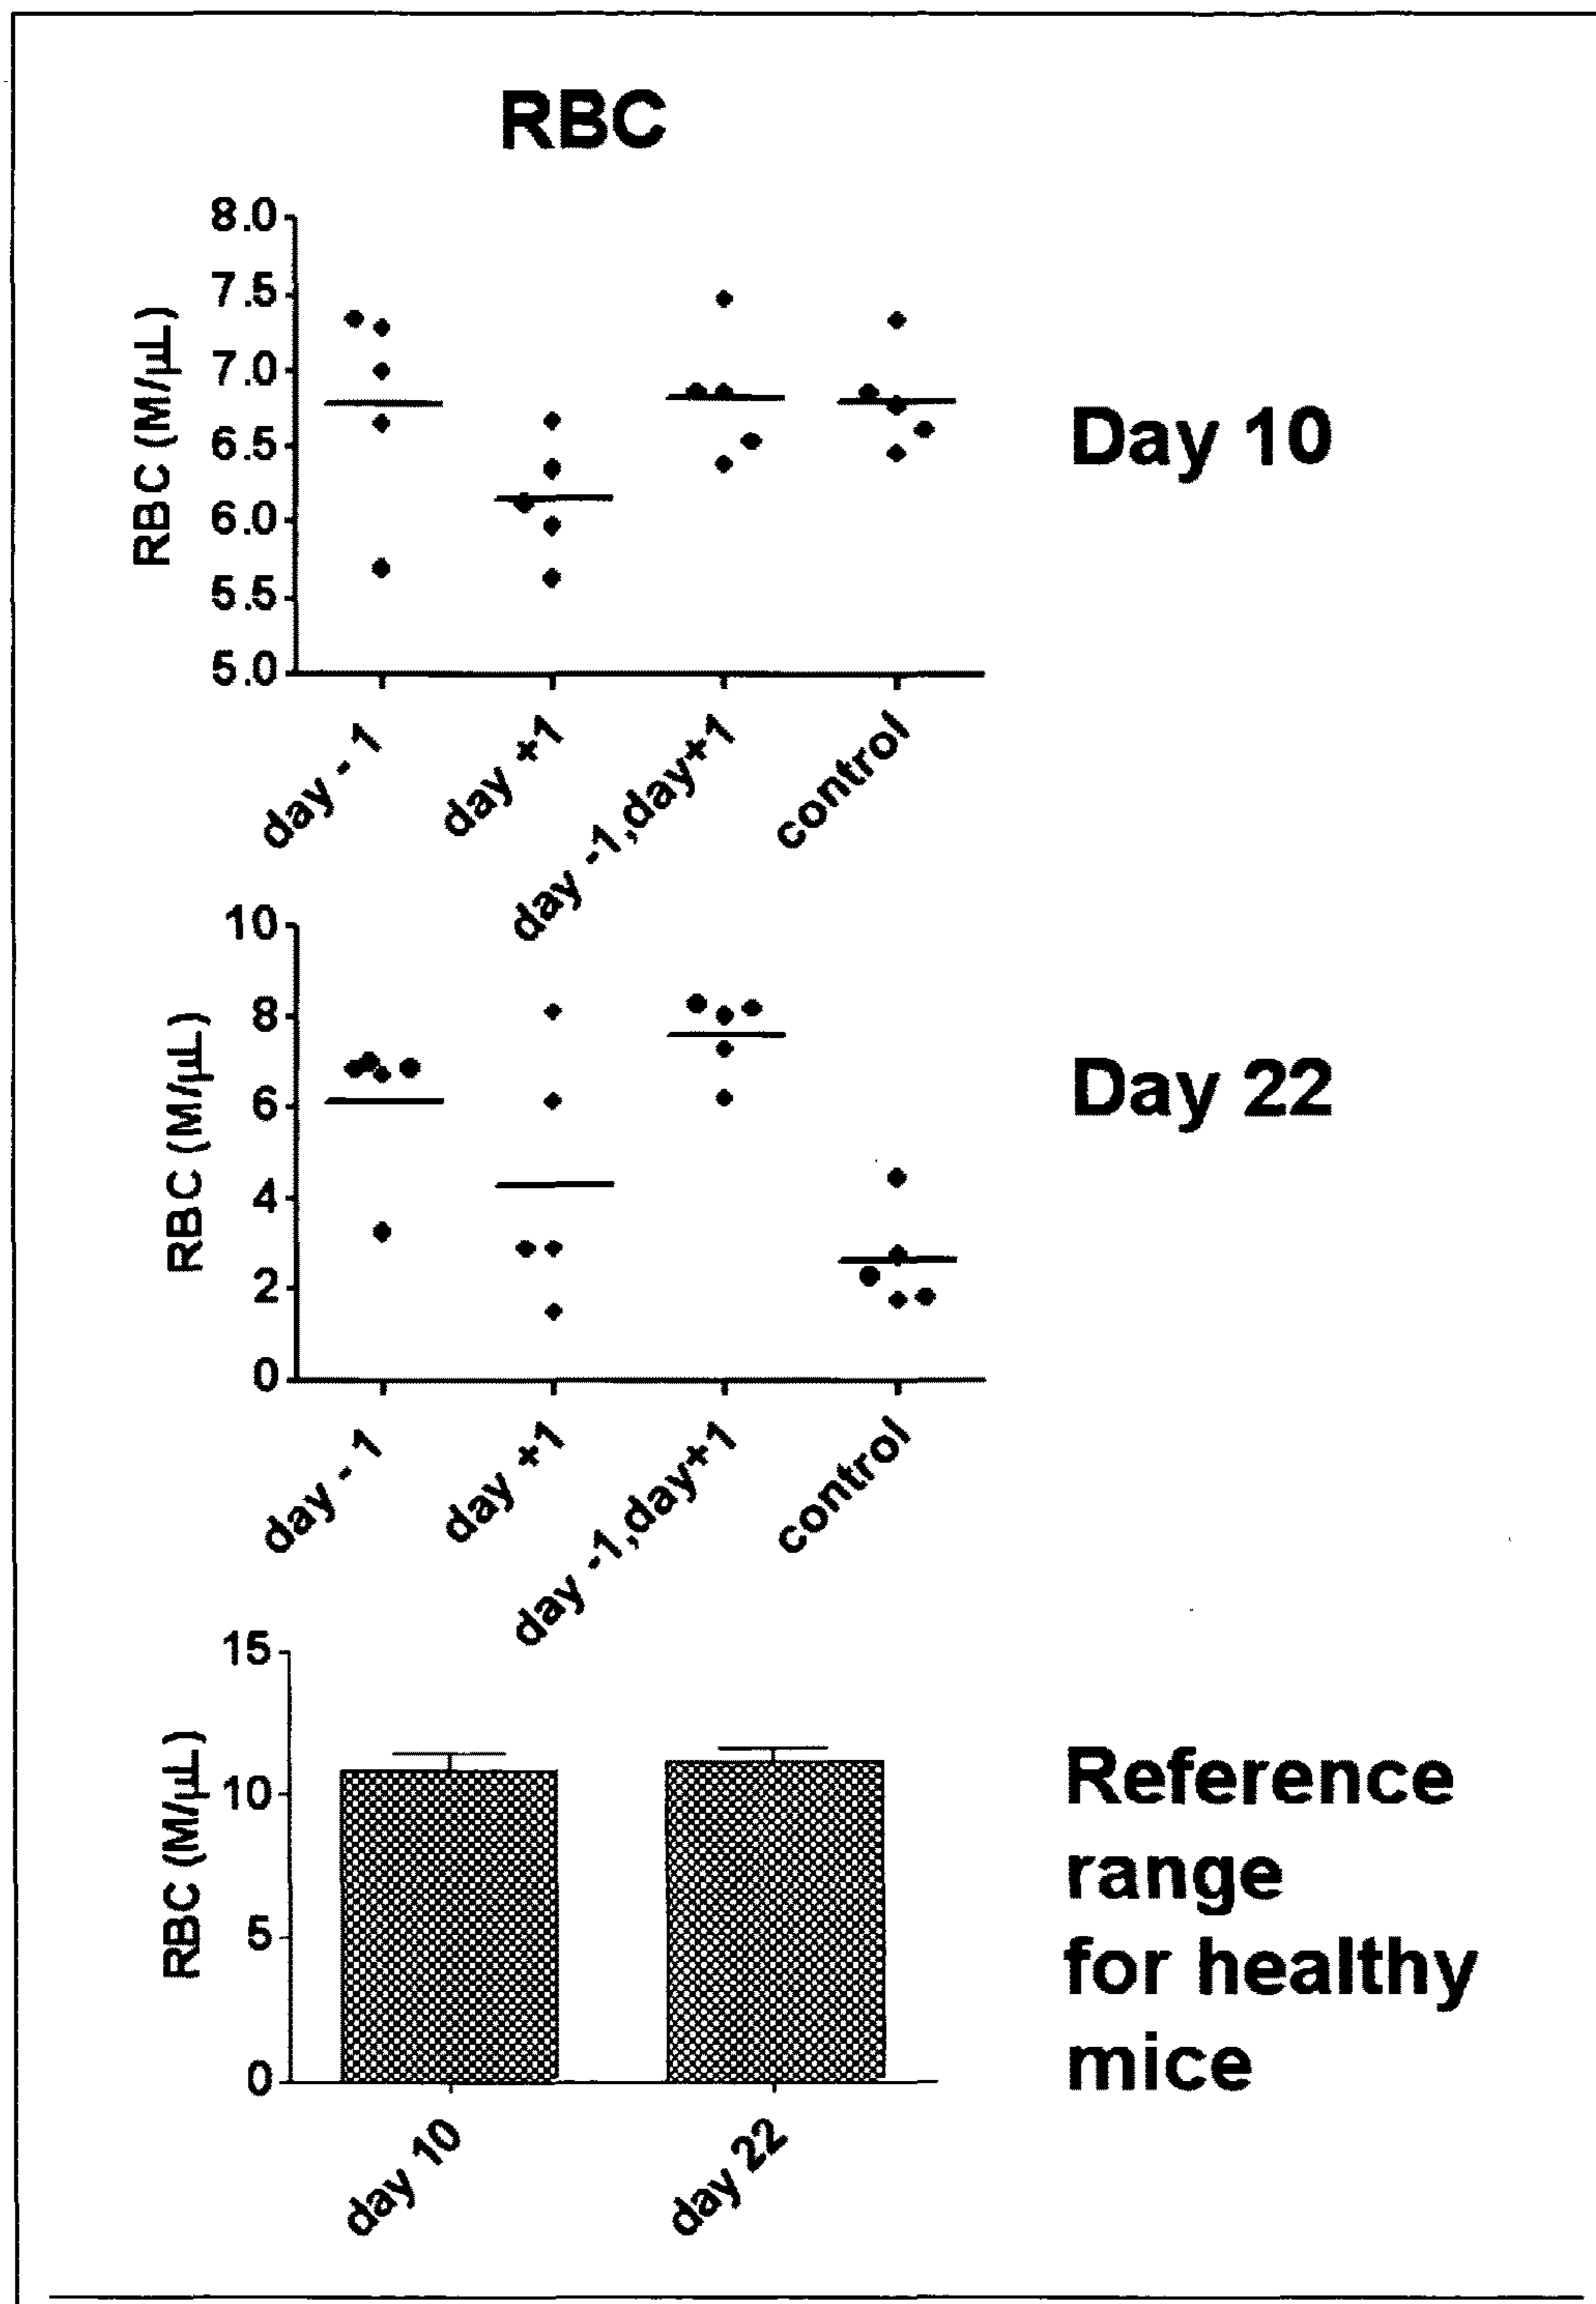 RBC
8.0
7.5
7.0
6.5
6.0
5.5
5.0
RBC (M/μL)
day - 1
day +1
day -1,day+1
control
Day 10
10
8
6
4
2
0
RBC (M/μL)
day - 1
day +1
day -1,day+1
control
Day 22
15
10
5
0
RBC (M/μL)
day 10
day 22
Reference
range
for healthy
mice